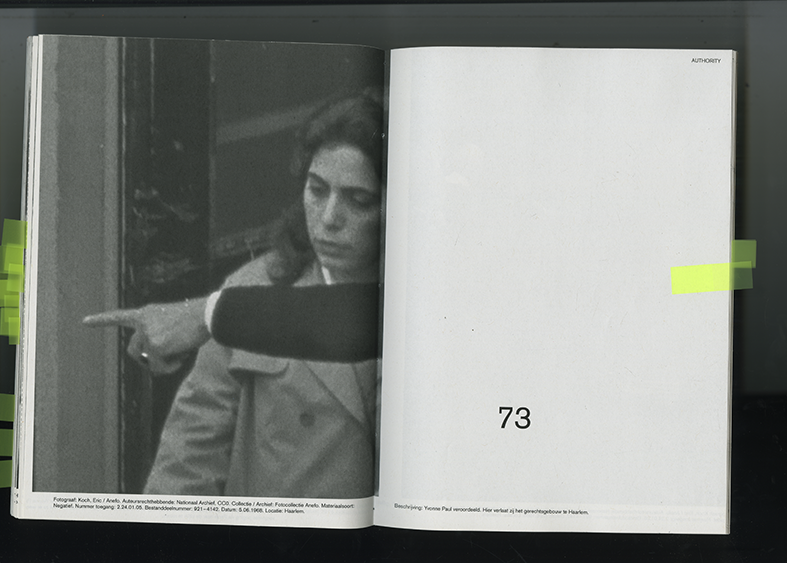 Fotograaf: Koch, Eric / Anefo. Auteursrechthebbende: Nationaal Archief, CC0. Collectie / Archief: Fotocollectie Anefo. Materiaalsoort:
Negatief. Nummer toegang: 2.24.01.05. Bestanddeelnummer: 921-4142. Datum: 5.06.1968. Locatie: Haarlem.
AUTHORITY
73
Beschrijving: Yvonne Paul veroordeeld. Hier verlaat zij het gerechtsgebouw te Haarlem.